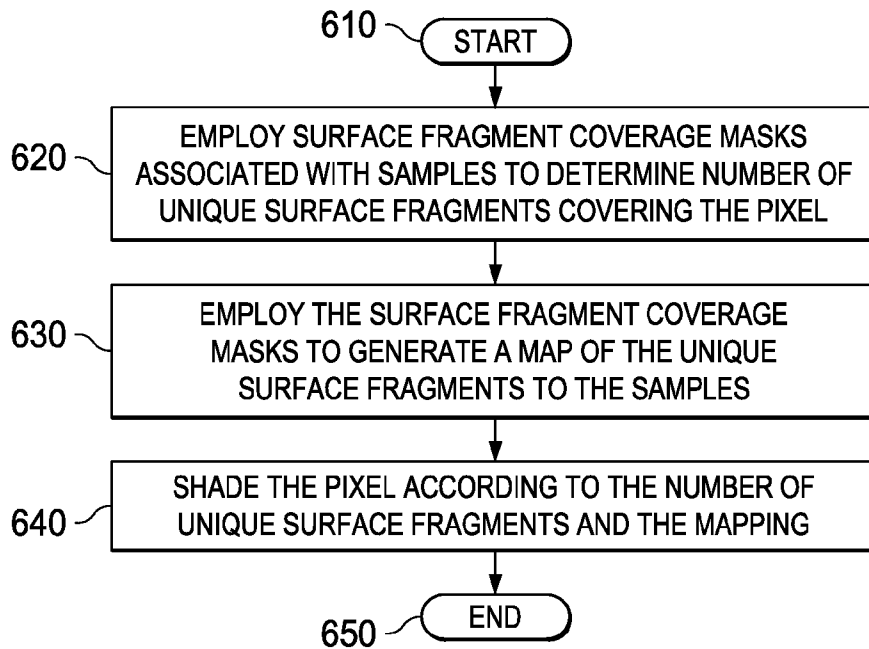 610
START
620
EMPLOY SURFACE FRAGMENT COVERAGE MASKS
ASSOCIATED WITH SAMPLES TO DETERMINE NUMBER OF
UNIQUE SURFACE FRAGMENTS COVERING THE PIXEL
630
EMPLOY THE SURFACE FRAGMENT COVERAGE
MASKS TO GENERATE A MAP OF THE UNIQUE
SURFACE FRAGMENTS TO THE SAMPLES
640
SHADE THE PIXEL ACCORDING TO THE NUMBER OF
UNIQUE SURFACE FRAGMENTS AND THE MAPPING
650
END